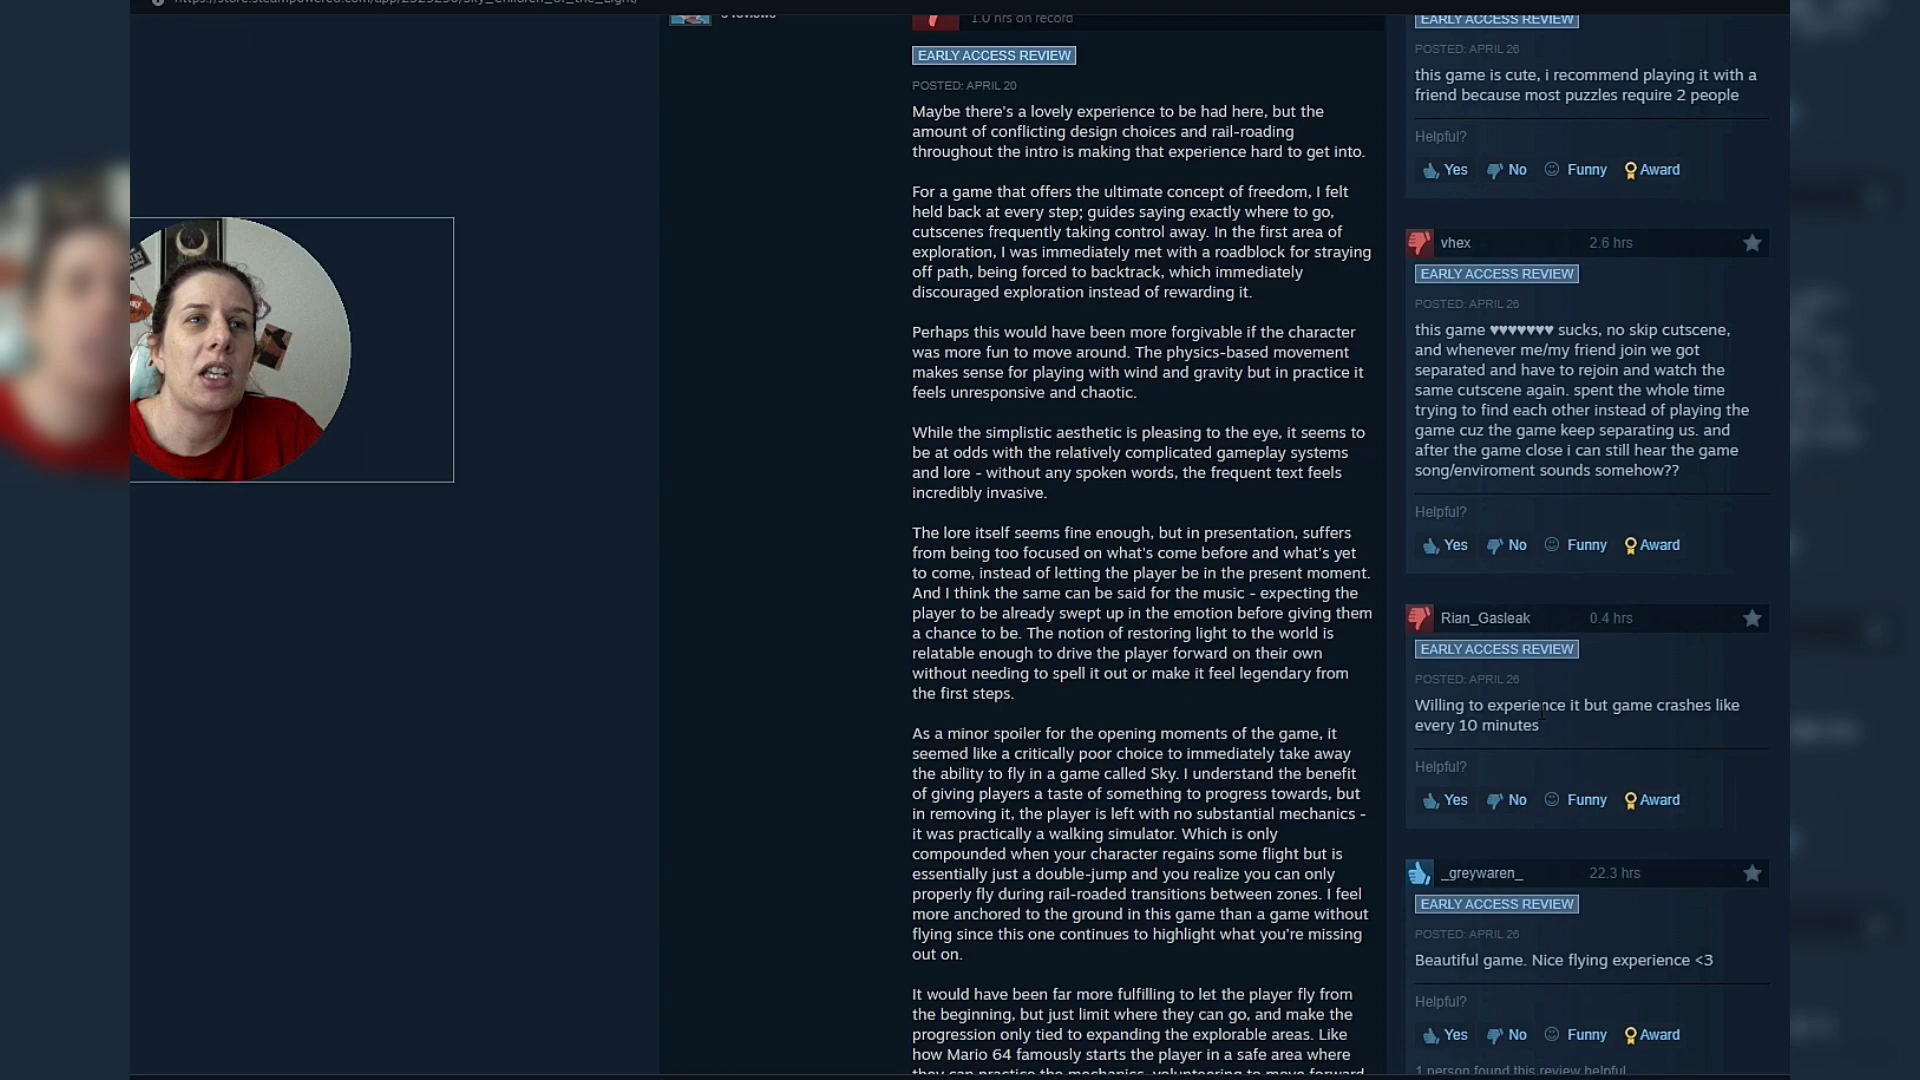 https://store.steampowered.com/app/2325290/Sky_Children_of_the_Light/
1.0 hrs on record
EARLY ACCESS REVIEW
POSTED: APRIL 20
Maybe there's a lovely experience to be had here, but the
amount of conflicting design choices and rail-roading
throughout the intro is making that experience hard to get into.
For a game that offers the ultimate concept of freedom, I felt
held back at every step; guides saying exactly where to go,
cutscenes frequently taking control away. In the first area of
exploration, I was immediately met with a roadblock for straying
off path, being forced to backtrack, which immediately
discouraged exploration instead of rewarding it.
Perhaps this would have been more forgivable if the character
was more fun to move around. The physics-based movement
makes sense for playing with wind and gravity but in practice it
feels unresponsive and chaotic.
While the simplistic aesthetic is pleasing to the eye, it seems to
be at odds with the relatively complicated gameplay systems
and lore - without any spoken words, the frequent text feels
incredibly invasive.
The lore itself seems fine enough, but in presentation, suffers
from being too focused on what's come before and what's yet
to come, instead of letting the player be in the present moment.
And I think the same can be said for the music - expecting the
player to be already swept up in the emotion before giving them
a chance to be. The notion of restoring light to the world is
relatable enough to drive the player forward on their own
without needing to spell it out or make it feel legendary from
the first steps.
As a minor spoiler for the opening moments of the game, it
seemed like a critically poor choice to immediately take away
the ability to fly in a game called Sky. I understand the benefit
of giving players a taste of something to progress towards, but
in removing it, the player is left with no substantial mechanics -
it was practically a walking simulator. Which is only
compounded when your character regains some flight but is
essentially just a double-jump and you realize you can only
properly fly during rail-roaded transitions between zones. I feel
more anchored to the ground in this game than a game without
flying since this one continues to highlight what you're missing
out on.
It would have been far more fulfilling to let the player fly from
the beginning, but just limit where they can go, and make the
progression only tied to expanding the explorable areas. Like
how Mario 64 famously starts the player in a safe area where
they can practice the mechanics, volunteering to move forward
EARLY ACCESS REVIEW
POSTED: APRIL 26
this game is cute, i recommend playing it with a
friend because most puzzles require 2 people
Helpful?
Yes No Funny Award
vhex 2.6 hrs
EARLY ACCESS REVIEW
POSTED: APRIL 26
this game ♥♥♥♥♥♥♥ sucks, no skip cutscene,
and whenever me/my friend join we got
separated and have to rejoin and watch the
same cutscene again. spent the whole time
trying to find each other instead of playing the
game cuz the game keep separating us. and
after the game close i can still hear the game
song/enviroment sounds somehow??
Helpful?
Yes No Funny Award
Rian_Gasleak 0.4 hrs
EARLY ACCESS REVIEW
POSTED: APRIL 26
Willing to experience it but game crashes like
every 10 minutes
Helpful?
Yes No Funny Award
_greywaren_ 22.3 hrs
EARLY ACCESS REVIEW
POSTED: APRIL 26
Beautiful game. Nice flying experience <3
Helpful?
Yes No Funny Award
1 person found this review helpful